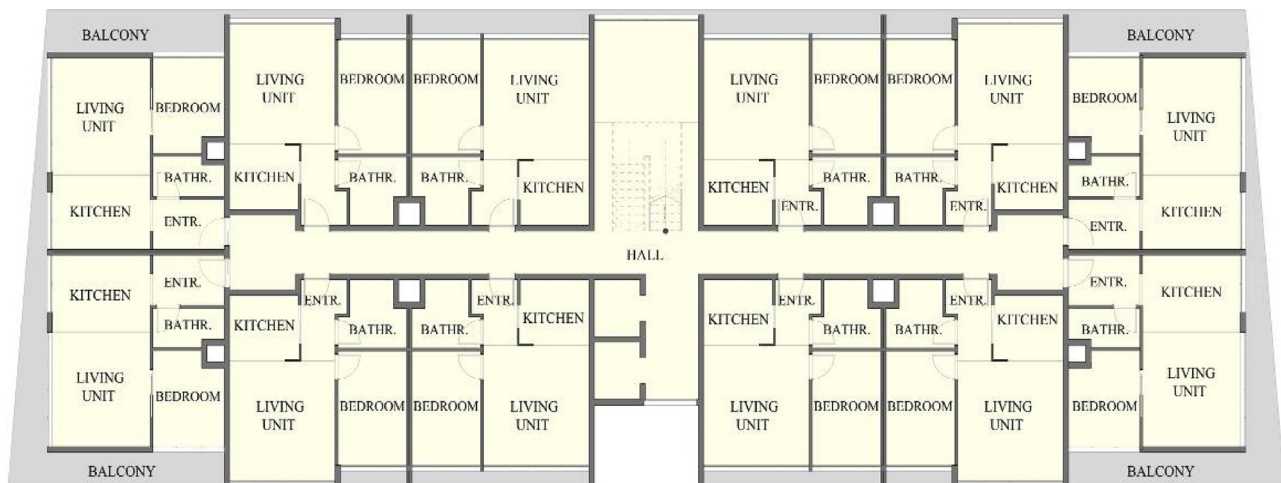 BALCONY
BALCONY
LIVING
UNIT
BEDROOM
BEDROOM
LIVING
UNIT
LIVING
UNIT
BEDROOM
BEDROOM
LIVING
UNIT
LIVING
UNIT
BEDROOM
BEDROOM
LIVING
UNIT
BATHR.
KITCHEN
BATHR.
BATHR.
KITCHEN
KITCHEN
BATHR.
BATHR.
KITCHEN
BATHR.
KITCHEN
ENTR.
ENTR.
ENTR.
ENTR.
KITCHEN
HALL
KITCHEN
ENTR.
ENTR.
ENTR.
ENTR.
ENTR.
ENTR.
KITCHEN
BATHR.
KITCHEN
BATHR.
BATHR.
KITCHEN
KITCHEN
BATHR.
BATHR.
KITCHEN
BATHR.
LIVING
UNIT
BEDROOM
LIVING
UNIT
BEDROOM
BEDROOM
LIVING
UNIT
LIVING
UNIT
BEDROOM
BEDROOM
LIVING
UNIT
BEDROOM
LIVING
UNIT
BALCONY
BALCONY